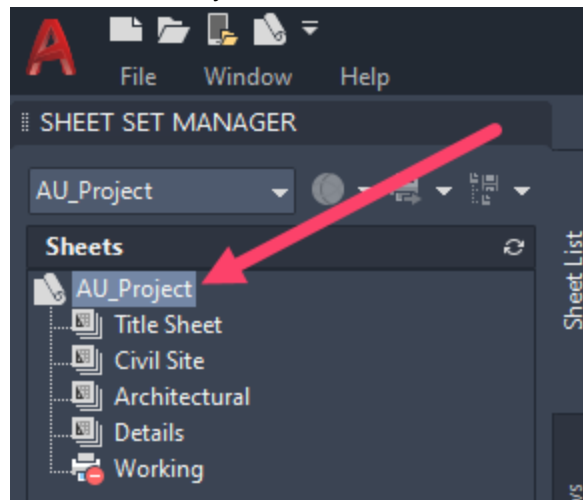 File Window Help
SHEET SET MANAGER
AU_Project
Sheets
AU_Project
Title Sheet
Civil Site
Architectural
Details
Working
Sheet List